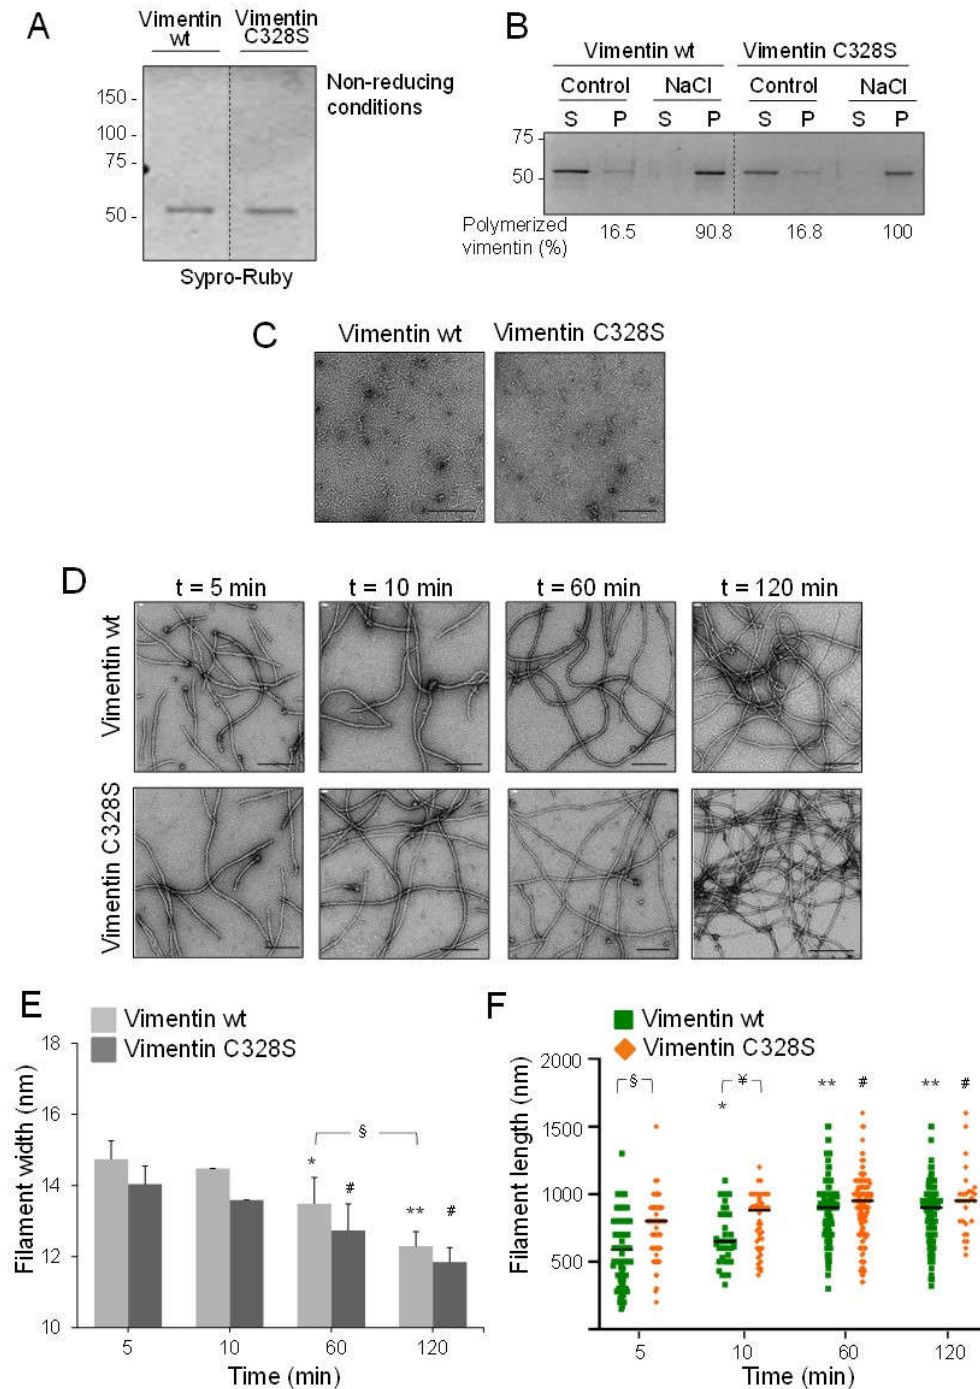 A
Vimentin wt
Vimentin C328S
150 -
100 -
75 -
50 -
Non-reducing
conditions
Sypro-Ruby
B
Vimentin wt
Vimentin C328S
Control
NaCl
Control
NaCl
S P S P S P S P
75 -
50 -
Polymerized
vimentin (%)
16.5 90.8 16.8 100
C
Vimentin wt
Vimentin C328S
D
t = 5 min
t = 10 min
t = 60 min
t = 120 min
Vimentin wt
Vimentin C328S
E
Vimentin wt
Vimentin C328S
Filament width (nm)
18
16
14
12
10
§
*
#
**
#
5 10 60 120
Time (min)
F
Vimentin wt
Vimentin C328S
Filament length (nm)
2000
1500
1000
500
§
¥
*
**
#
**
#
5 10 60 120
Time (min)